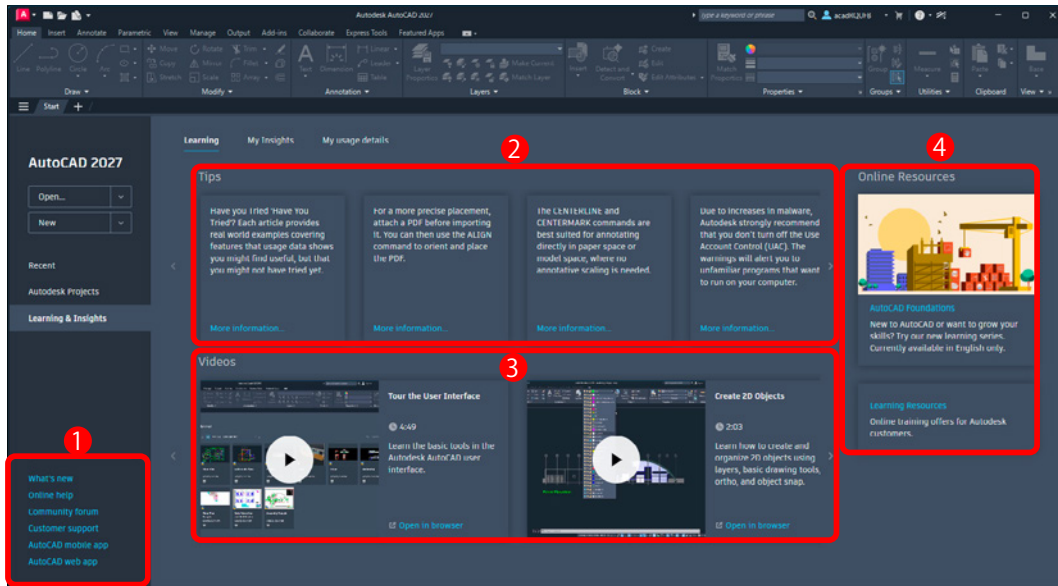 Autodesk AutoCAD 2027
Type a keyword or phrase
Home Insert Annotate Parametric View Manage Output Add-ins Collaborate Express Tools Featured Apps
Line Polyline Circle Arc
Move Rotate Trim
Copy Mirror Fillet
Stretch Scale Array
Text Dimension
Linear
Leader
Table
Layer Properties
Make Current
Match Layer
Insert
Detect and Convert
Create
Edit
Edit Attributes
Match Properties
Group
Measure
Paste
Base
Draw Modify Annotation Layers Block Properties Groups Utilities Clipboard View
Start
AutoCAD 2027
Open...
New
Recent
Autodesk Projects
Learning & Insights
1
What's new
Online help
Community forum
Customer support
AutoCAD mobile app
AutoCAD web app
Learning My Insights My usage details
2
Tips
Have you Tried 'Have You
Tried'? Each article provides
real world examples covering
features that usage data shows
you might find useful, but that
you might not have tried yet.
More information...
For a more precise placement,
attach a PDF before importing
it. You can then use the ALIGN
command to orient and place
the PDF.
More information...
The CENTERLINE and
CENTERMARK commands are
best suited for annotating
directly in paper space or
model space, where no
annotative scaling is needed.
More information...
Due to increases in malware,
Autodesk strongly recommend
that you don't turn off the Use
Account Control (UAC). The
warnings will alert you to
unfamiliar programs that want
to run on your computer.
More information...
3
Videos
Tour the User Interface
4:49
Learn the basic tools in the
Autodesk AutoCAD user
interface.
Open in browser
Create 2D Objects
2:03
Learn how to create and
organize 2D objects using
layers, basic drawing tools,
ortho, and object snap.
Open in browser
4
Online Resources
AutoCAD Foundations
New to AutoCAD or want to grow your
skills? Try our new learning series.
Currently available in English only.
Learning Resources
Online training offers for Autodesk
customers.